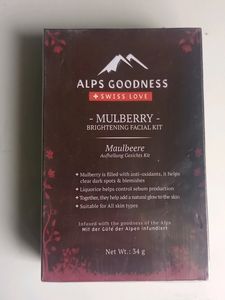 ALPS GOODNESS
+ SWISS LOVE
- MULBERRY -
BRIGHTENING FACIAL KIT
Maulbeere
Aufhellung Gesichts Kit
• Mulberry is filled with anti-oxidants, it helps
clear dark spots & blemishes
• Liquorice helps control sebum production
• Together, they help add a natural glow to the skin
• Suitable for All skin types
Infused with the goodness of the Alps
Mit der Güte der Alpen infundiert
Net Wt.: 34 g